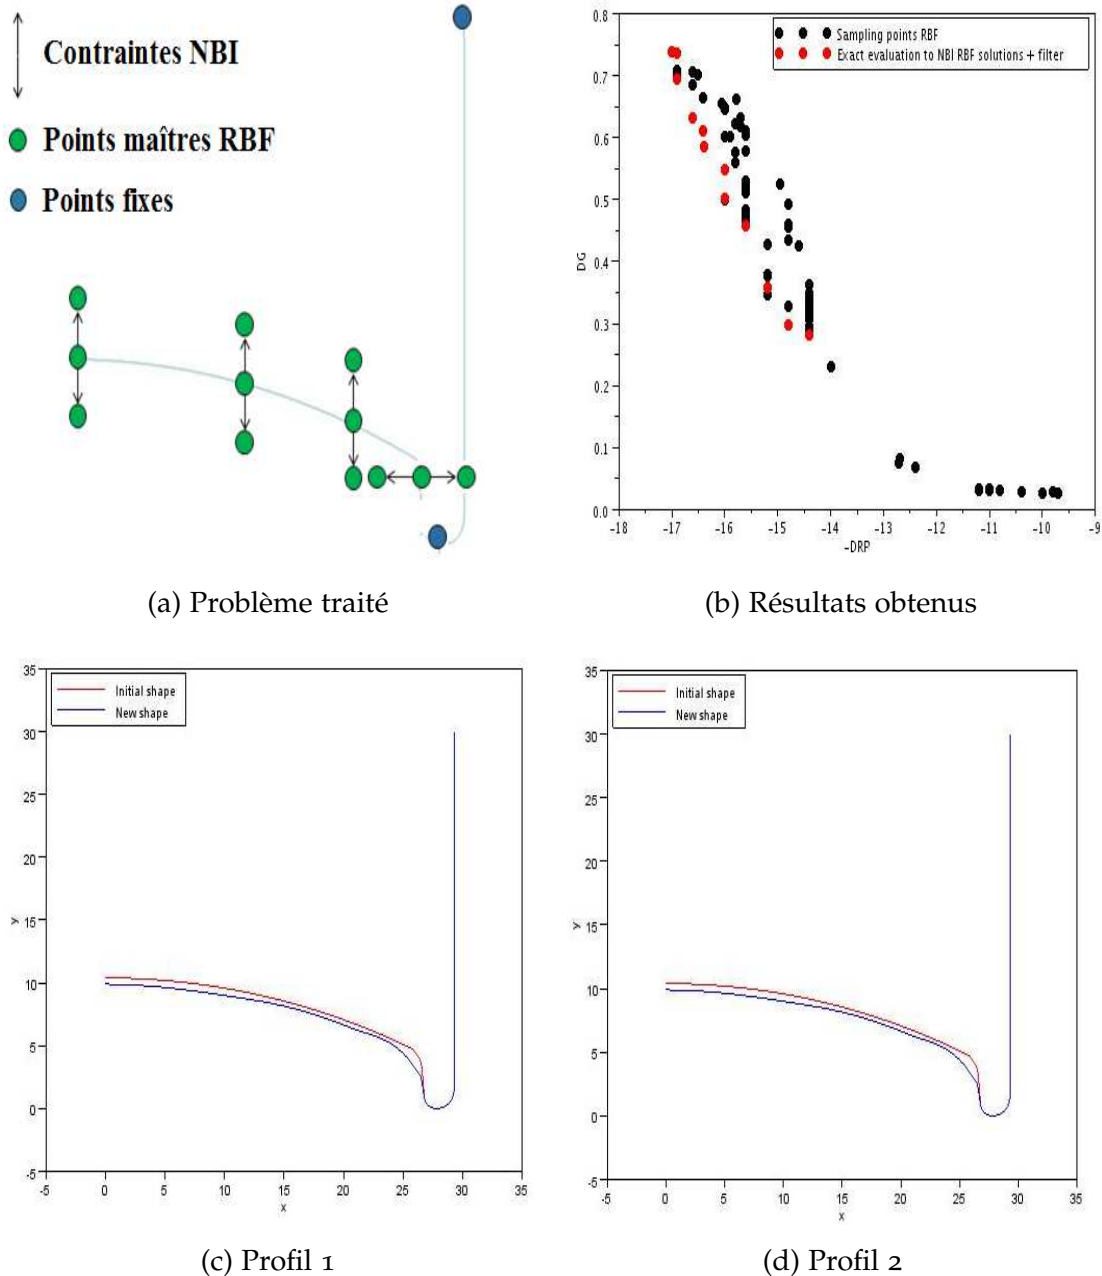 Contraintes NBI
Points maîtres RBF
Points fixes
0.8
0.7
0.6
0.5
0.4
0.3
0.2
0.1
0.0
DG
Sampling points RBF
Exact evaluation to NBI RBF solutions + filter
-18 -17 -16 -15 -14 -13 -12 -11 -10 -9
-DRP
(a) Problème traité
(b) Résultats obtenus
35
30
25
20
15
10
5
0
-5
y
Initial shape
New shape
-5 0 5 10 15 20 25 30 35
x
35
30
25
20
15
10
5
0
-5
y
Initial shape
New shape
-5 0 5 10 15 20 25 30 35
x
(c) Profil 1
(d) Profil 2